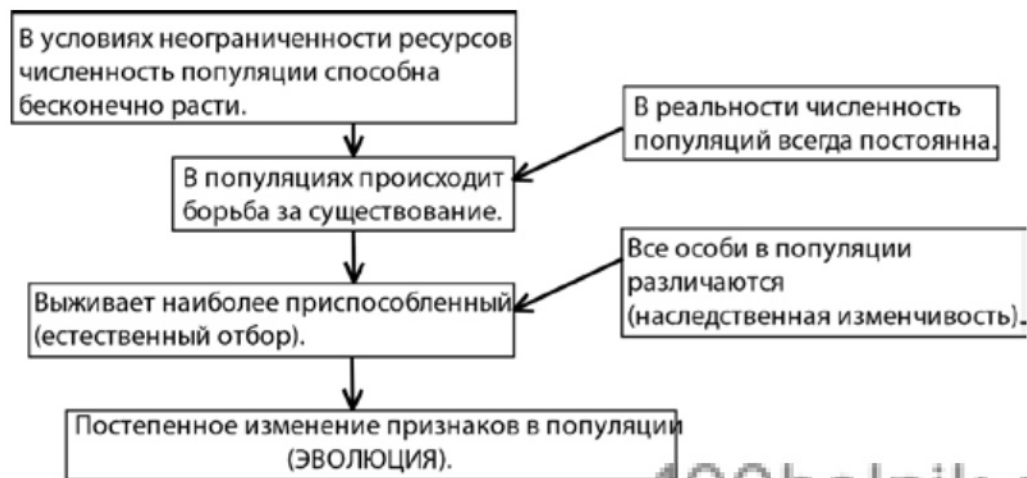 В условиях неограниченности ресурсов
численность популяции способна
бесконечно расти.
В реальности численность
популяций всегда постоянна.
В популяциях происходит
борьба за существование.
Все особи в популяции
различаются
(наследственная изменчивость).
Выживает наиболее приспособленный
(естественный отбор).
Постепенное изменение признаков в популяции
(ЭВОЛЮЦИЯ).